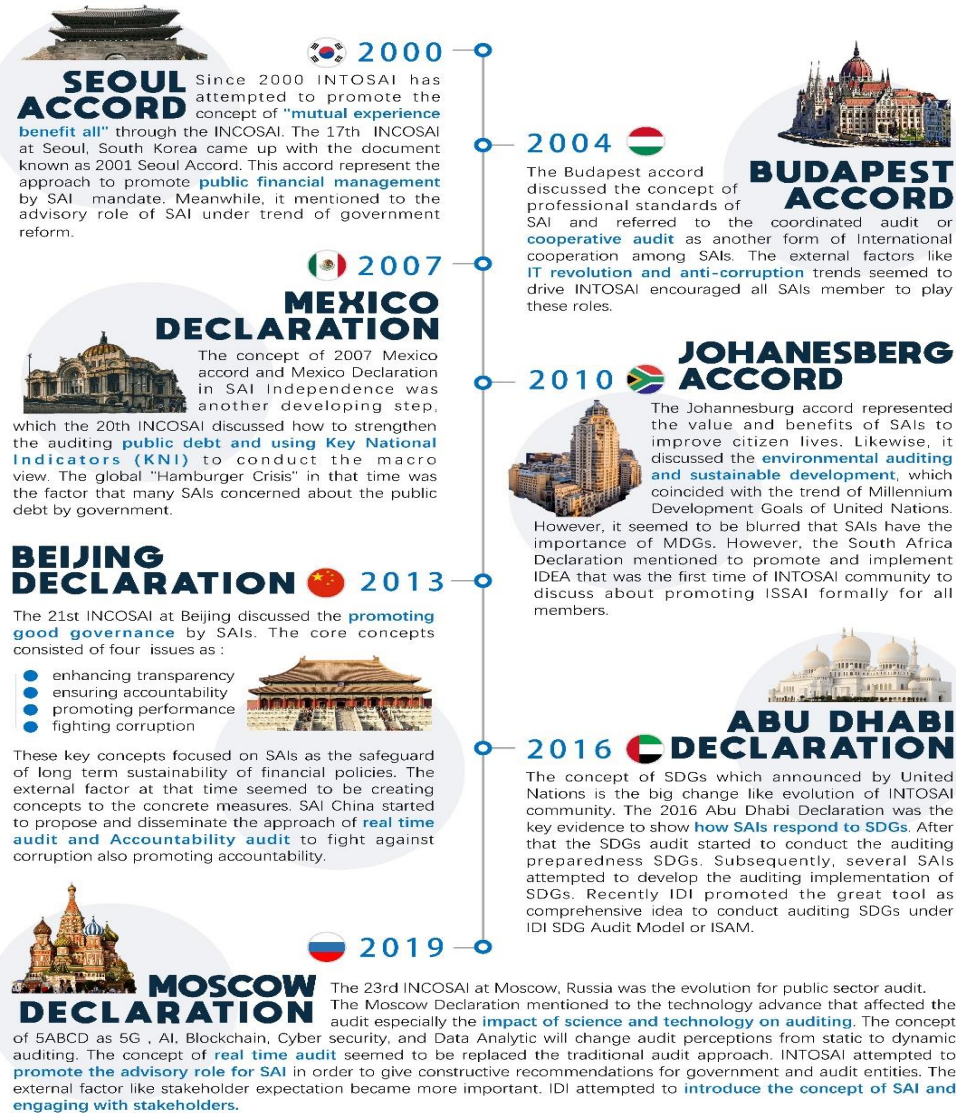 2000
SEOUL
ACCORD
Since 2000 INTOSAI has
attempted to promote the
concept of "mutual experience
benefit all" through the INCOSAI. The 17th INCOSAI
at Seoul, South Korea came up with the document
known as 2001 Seoul Accord. This accord represent the
approach to promote public financial management
by SAI mandate. Meanwhile, it mentioned to the
advisory role of SAI under trend of government
reform.
2004
BUDAPEST
ACCORD
The Budapest accord
discussed the concept of
professional standards of
SAI and referred to the coordinated audit or
cooperative audit as another form of International
cooperation among SAIs. The external factors like
IT revolution and anti-corruption trends seemed to
drive INTOSAI encouraged all SAIs member to play
these roles.
2007
MEXICO
DECLARATION
The concept of 2007 Mexico
accord and Mexico Declaration
in SAI Independence was
another developing step,
which the 20th INCOSAI discussed how to strengthen
the auditing public debt and using Key National
Indicators (KNI) to conduct the macro
view. The global "Hamburger Crisis" in that time was
the factor that many SAIs concerned about the public
debt by government.
2010
JOHANESBERG
ACCORD
The Johannesburg accord represented
the value and benefits of SAIs to
improve citizen lives. Likewise, it
discussed the environmental auditing
and sustainable development, which
coincided with the trend of Millennium
Development Goals of United Nations.
However, it seemed to be blurred that SAIs have the
importance of MDGs. However, the South Africa
Declaration mentioned to promote and implement
IDEA that was the first time of INTOSAI community to
discuss about promoting ISSAI formally for all
members.
BEIJING
DECLARATION
2013
The 21st INCOSAI at Beijing discussed the promoting
good governance by SAIs. The core concepts
consisted of four issues as :
enhancing transparency
ensuring accountability
promoting performance
fighting corruption
These key concepts focused on SAIs as the safeguard
of long term sustainability of financial policies. The
external factor at that time seemed to be creating
concepts to the concrete measures. SAI China started
to propose and disseminate the approach of real time
audit and Accountability audit to fight against
corruption also promoting accountability.
2016
ABU DHABI
DECLARATION
The concept of SDGs which announced by United
Nations is the big change like evolution of INTOSAI
community. The 2016 Abu Dhabi Declaration was the
key evidence to show how SAIs respond to SDGs. After
that the SDGs audit started to conduct the auditing
preparedness SDGs. Subsequently, several SAIs
attempted to develop the auditing implementation of
SDGs. Recently IDI promoted the great tool as
comprehensive idea to conduct auditing SDGs under
IDI SDG Audit Model or ISAM.
2019
MOSCOW
DECLARATION
The 23rd INCOSAI at Moscow, Russia was the evolution for public sector audit.
The Moscow Declaration mentioned to the technology advance that affected the
audit especially the impact of science and technology on auditing. The concept
of 5ABCD as 5G , AI, Blockchain, Cyber security, and Data Analytic will change audit perceptions from static to dynamic
auditing. The concept of real time audit seemed to be replaced the traditional audit approach. INTOSAI attempted to
promote the advisory role for SAI in order to give constructive recommendations for government and audit entities. The
external factor like stakeholder expectation became more important. IDI attempted to introduce the concept of SAI and
engaging with stakeholders.